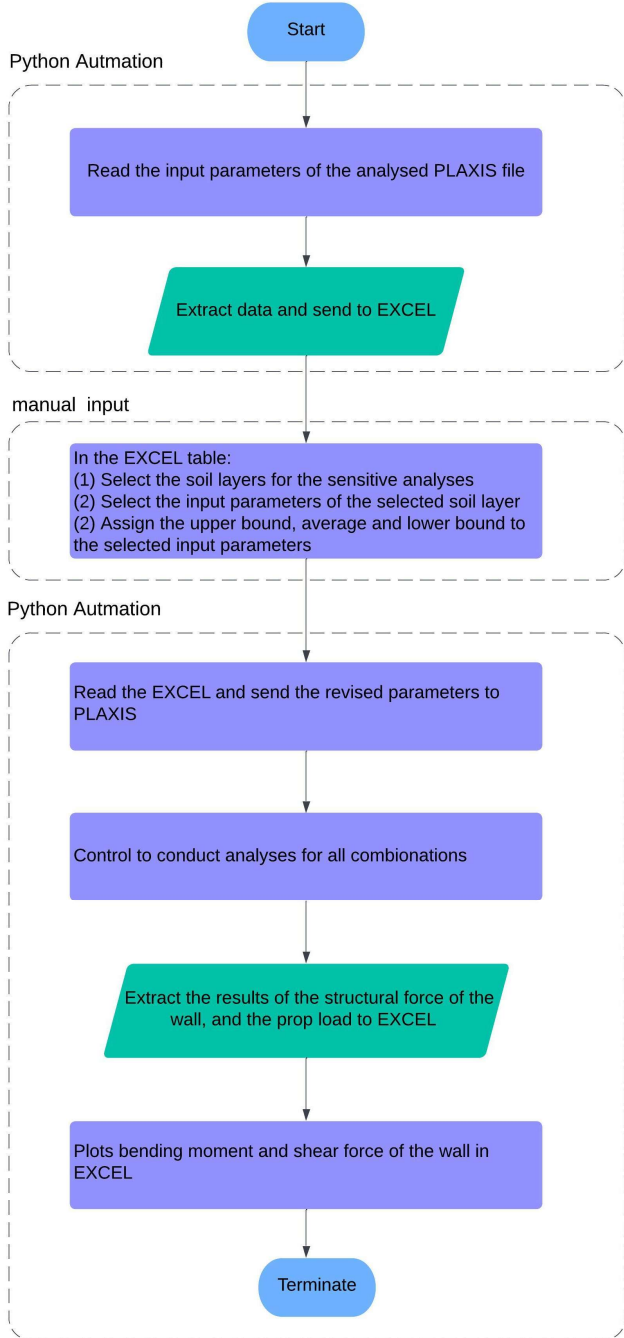 Start
Python Autmation
Read the input parameters of the analysed PLAXIS file
Extract data and send to EXCEL
manual  input
In the EXCEL table:
(1) Select the soil layers for the sensitive analyses
(2) Select the input parameters of the selected soil layer
(2) Assign the upper bound, average and lower bound to
the selected input parameters
Python Autmation
Read the EXCEL and send the revised parameters to
PLAXIS
Control to conduct analyses for all combionations
Extract the results of the structural force of the
wall, and the prop load to EXCEL
Plots bending moment and shear force of the wall in
EXCEL
Terminate